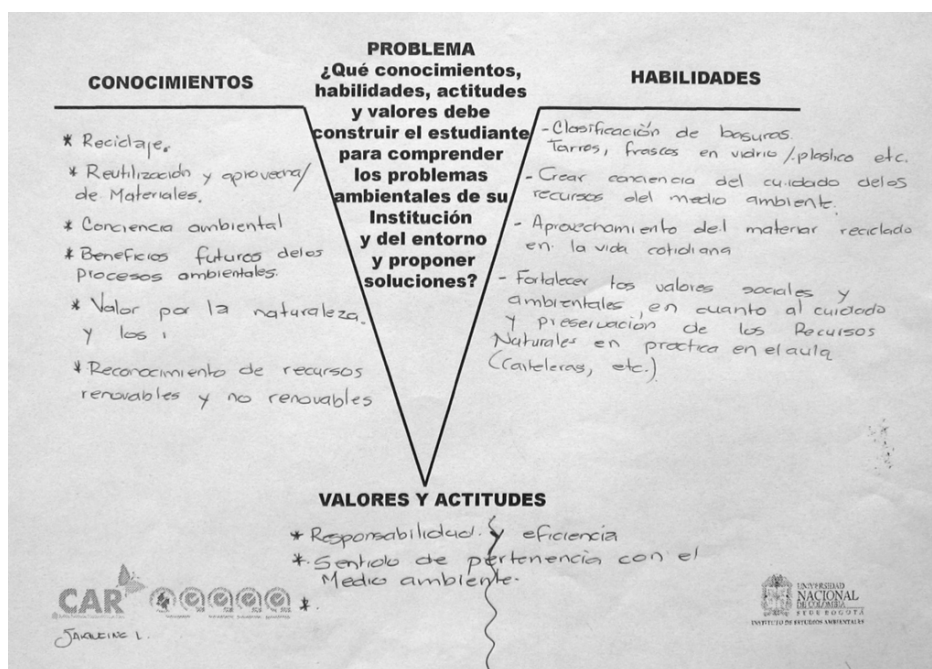 PROBLEMA
¿Qué conocimientos,
habilidades, actitudes
y valores debe
construir el estudiante
para comprender
los problemas
ambientales de su
Institución
y del entorno
y proponer
soluciones?
CONOCIMIENTOS
* Reciclaje.
* Reutilización y aprovecha/
de Materiales.
* Conciencia ambiental
* Beneficios futuros delos
procesos ambientales.
* Valor por la naturaleza.
y los
* Reconocimiento de recursos
renovables y no renovables
HABILIDADES
- Clasificación de basuras.
Tarros, frascos en vidrio /.plastico etc.
- Crear conciencia del cuidado delos
recursos del medio ambiente.
- Aprovechamiento del material reciclado
en la vida cotidiana
- Fortalecer los valores sociales y
ambientales, en cuanto al cuidado
y preservación de los Recursos
Naturales en practica en el aula
(Carteleras, etc.)
VALORES Y ACTITUDES
* Responsabilidad y eficiencia
* Sentido de pertenencia con el
Medio ambiente.
*
CAR
UNIVERSIDAD
NACIONAL
DE COLOMBIA
SEDE BOGOTÁ
INSTITUTO DE ESTUDIOS AMBIENTALES